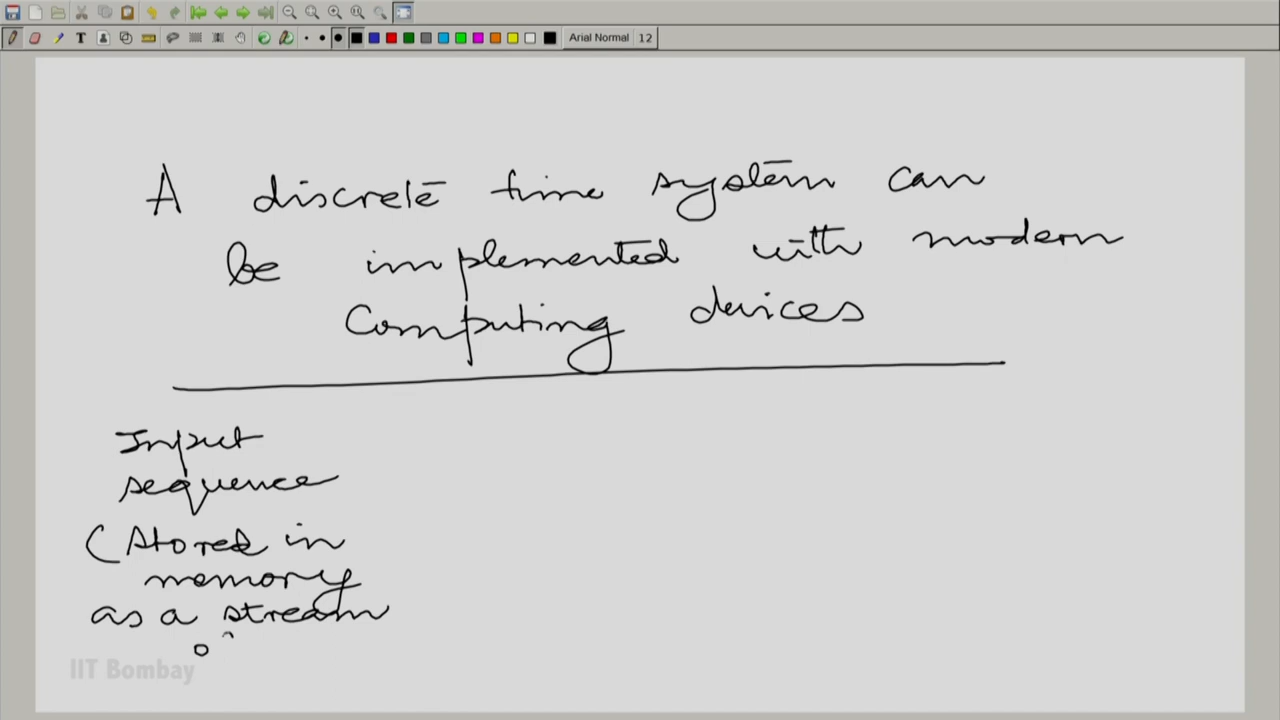 Arial Normal 12
A discrete time system can
be implemented with modern
Computing devices
Input
sequence
(stored in
memory
as a stream
IIT Bombay